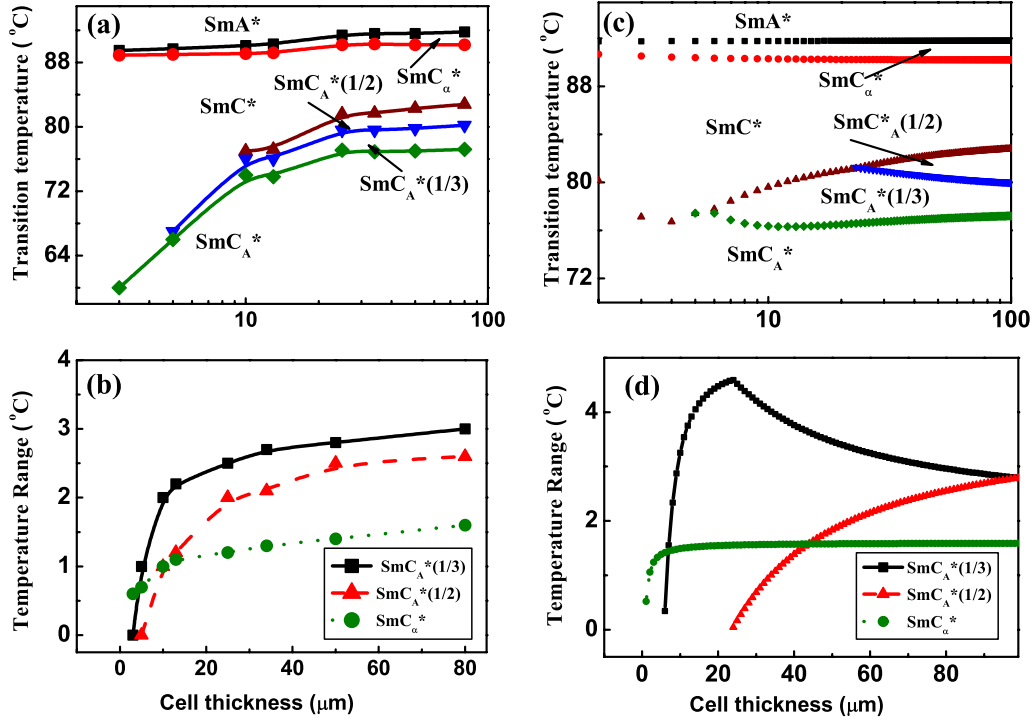 (a)
Transition temperature ( °C)
88
80
72
64
10
100
SmA*
SmCα*
SmCA*(1/2)
SmC*
SmCA*(1/3)
SmCA*
(c)
Transition temperature (°C)
88
80
72
10
100
SmA*
SmCα*
SmC*
SmC*A(1/2)
SmCA*(1/3)
SmCA*
(b)
Temperature Range ( °C)
4
3
2
1
0
0
20
40
60
80
Cell thickness (μm)
SmCA*(1/3)
SmCA*(1/2)
SmCα*
(d)
Temperature Range ( °C)
4
2
0
0
20
40
60
80
Cell thickness (μm)
SmCA*(1/3)
SmCA*(1/2)
SmCα*